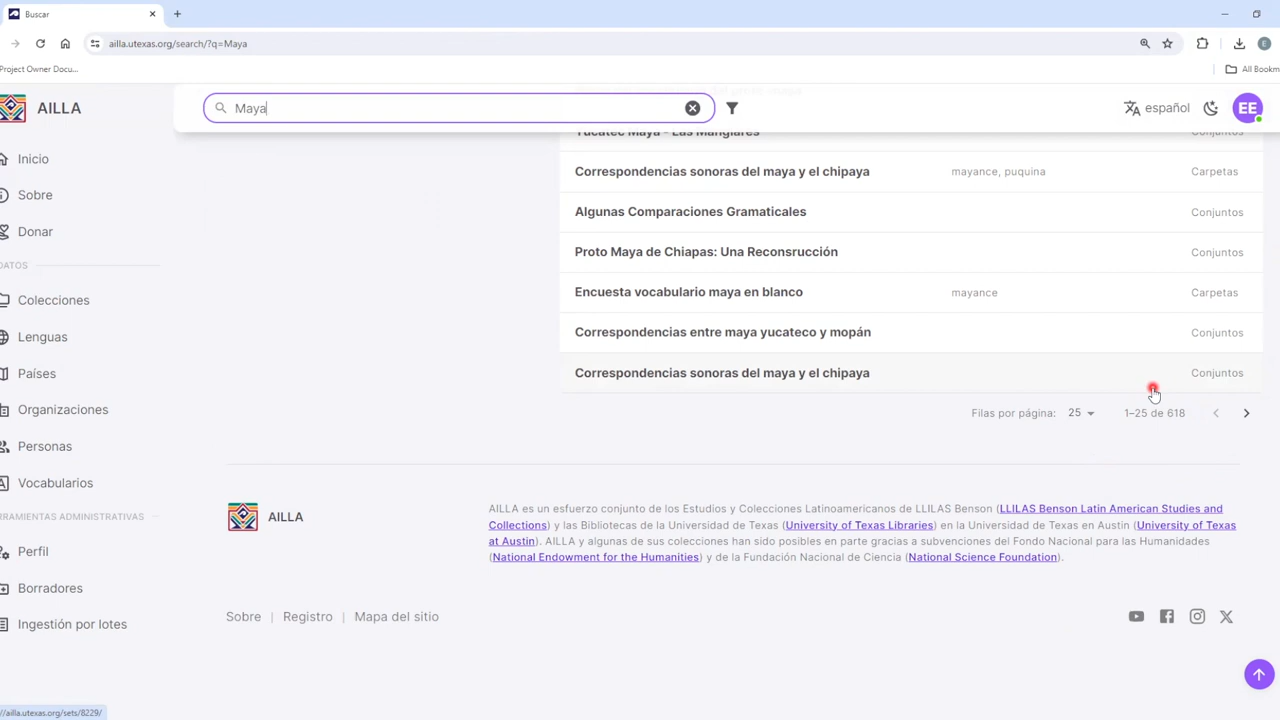 Buscar
ailla.utexas.org/search/?q=Maya
Project Owner Docu...
All Bookm
AILLA
Maya
español
EE
Inicio
Sobre
Donar
DATOS
Colecciones
Lenguas
Países
Organizaciones
Personas
Vocabularios
RRAMIENTAS ADMINISTRATIVAS
Perfil
Borradores
Ingestión por lotes
Yucatec Maya - Las Manglares
Conjuntos
Correspondencias sonoras del maya y el chipaya
mayance, puquina
Carpetas
Algunas Comparaciones Gramaticales
Conjuntos
Proto Maya de Chiapas: Una Reconsrucción
Conjuntos
Encuesta vocabulario maya en blanco
mayance
Carpetas
Correspondencias entre maya yucateco y mopán
Conjuntos
Correspondencias sonoras del maya y el chipaya
Conjuntos
Filas por página: 25
1–25 de 618
AILLA
AILLA es un esfuerzo conjunto de los Estudios y Colecciones Latinoamericanos de LLILAS Benson (LLILAS Benson Latin American Studies and
Collections) y las Bibliotecas de la Universidad de Texas (University of Texas Libraries) en la Universidad de Texas en Austin (University of Texas
at Austin). AILLA y algunas de sus colecciones han sido posibles en parte gracias a subvenciones del Fondo Nacional para las Humanidades
(National Endowment for the Humanities) y de la Fundación Nacional de Ciencia (National Science Foundation).
Sobre | Registro | Mapa del sitio
//ailla.utexas.org/sets/8229/